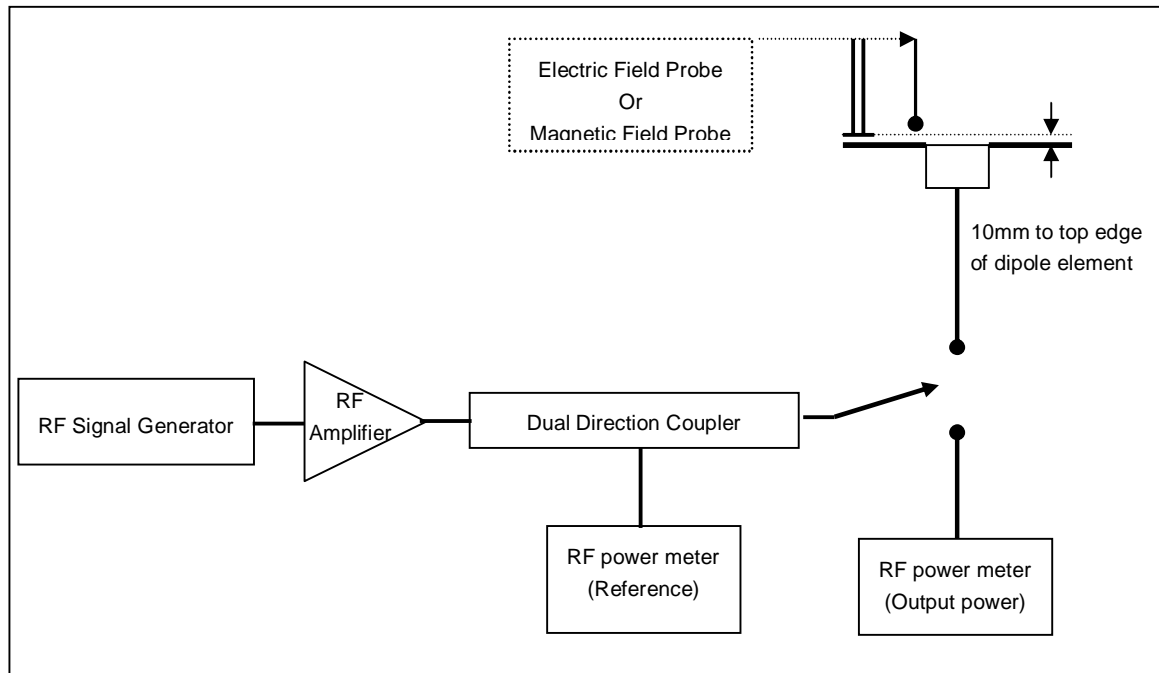 Electric Field Probe
Or
Magnetic Field Probe
10mm to top edge
of dipole element
RF Signal Generator
RF
Amplifier
Dual Direction Coupler
RF power meter
(Reference)
RF power meter
(Output power)